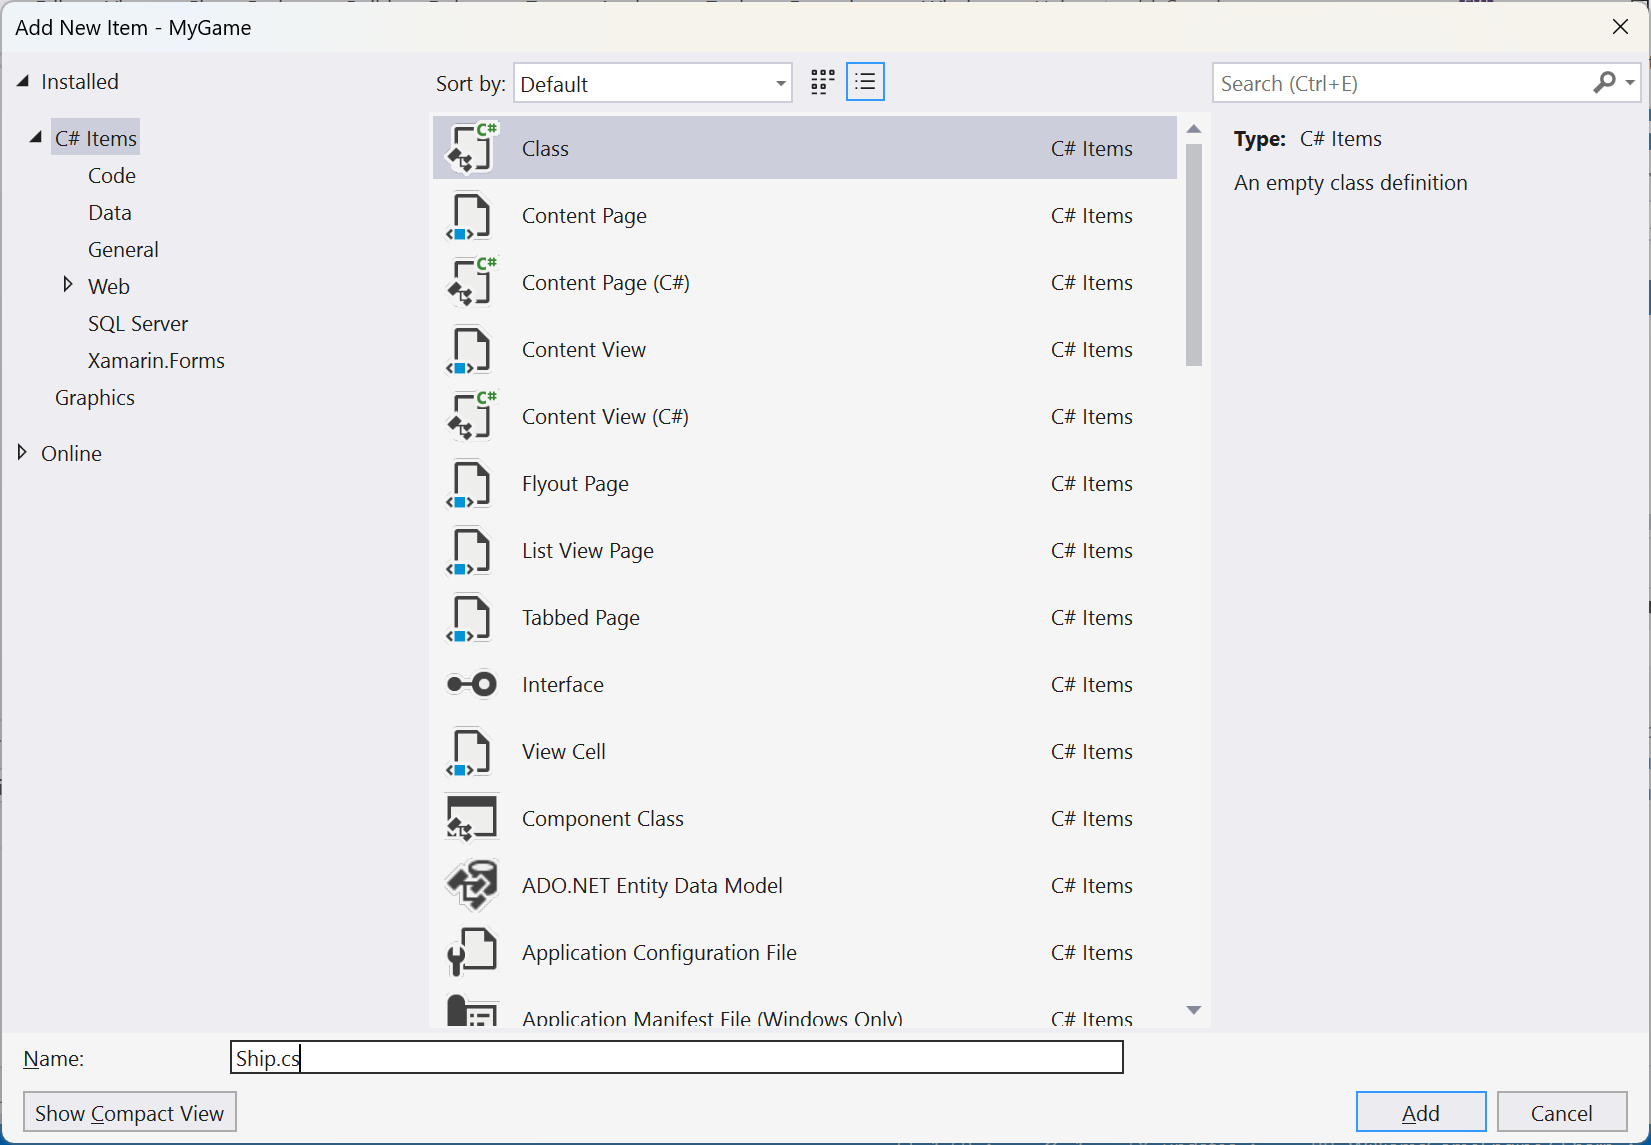 Add New Item - MyGame
Installed
C# Items
Code
Data
General
Web
SQL Server
Xamarin.Forms
Graphics
Online
Sort by: Default
Search (Ctrl+E)
Class C# Items
Content Page C# Items
Content Page (C#) C# Items
Content View C# Items
Content View (C#) C# Items
Flyout Page C# Items
List View Page C# Items
Tabbed Page C# Items
Interface C# Items
View Cell C# Items
Component Class C# Items
ADO.NET Entity Data Model C# Items
Application Configuration File C# Items
Application Manifest File (Windows Only) C# Items
Type: C# Items
An empty class definition
Name: Ship.cs
Show Compact View
Add
Cancel